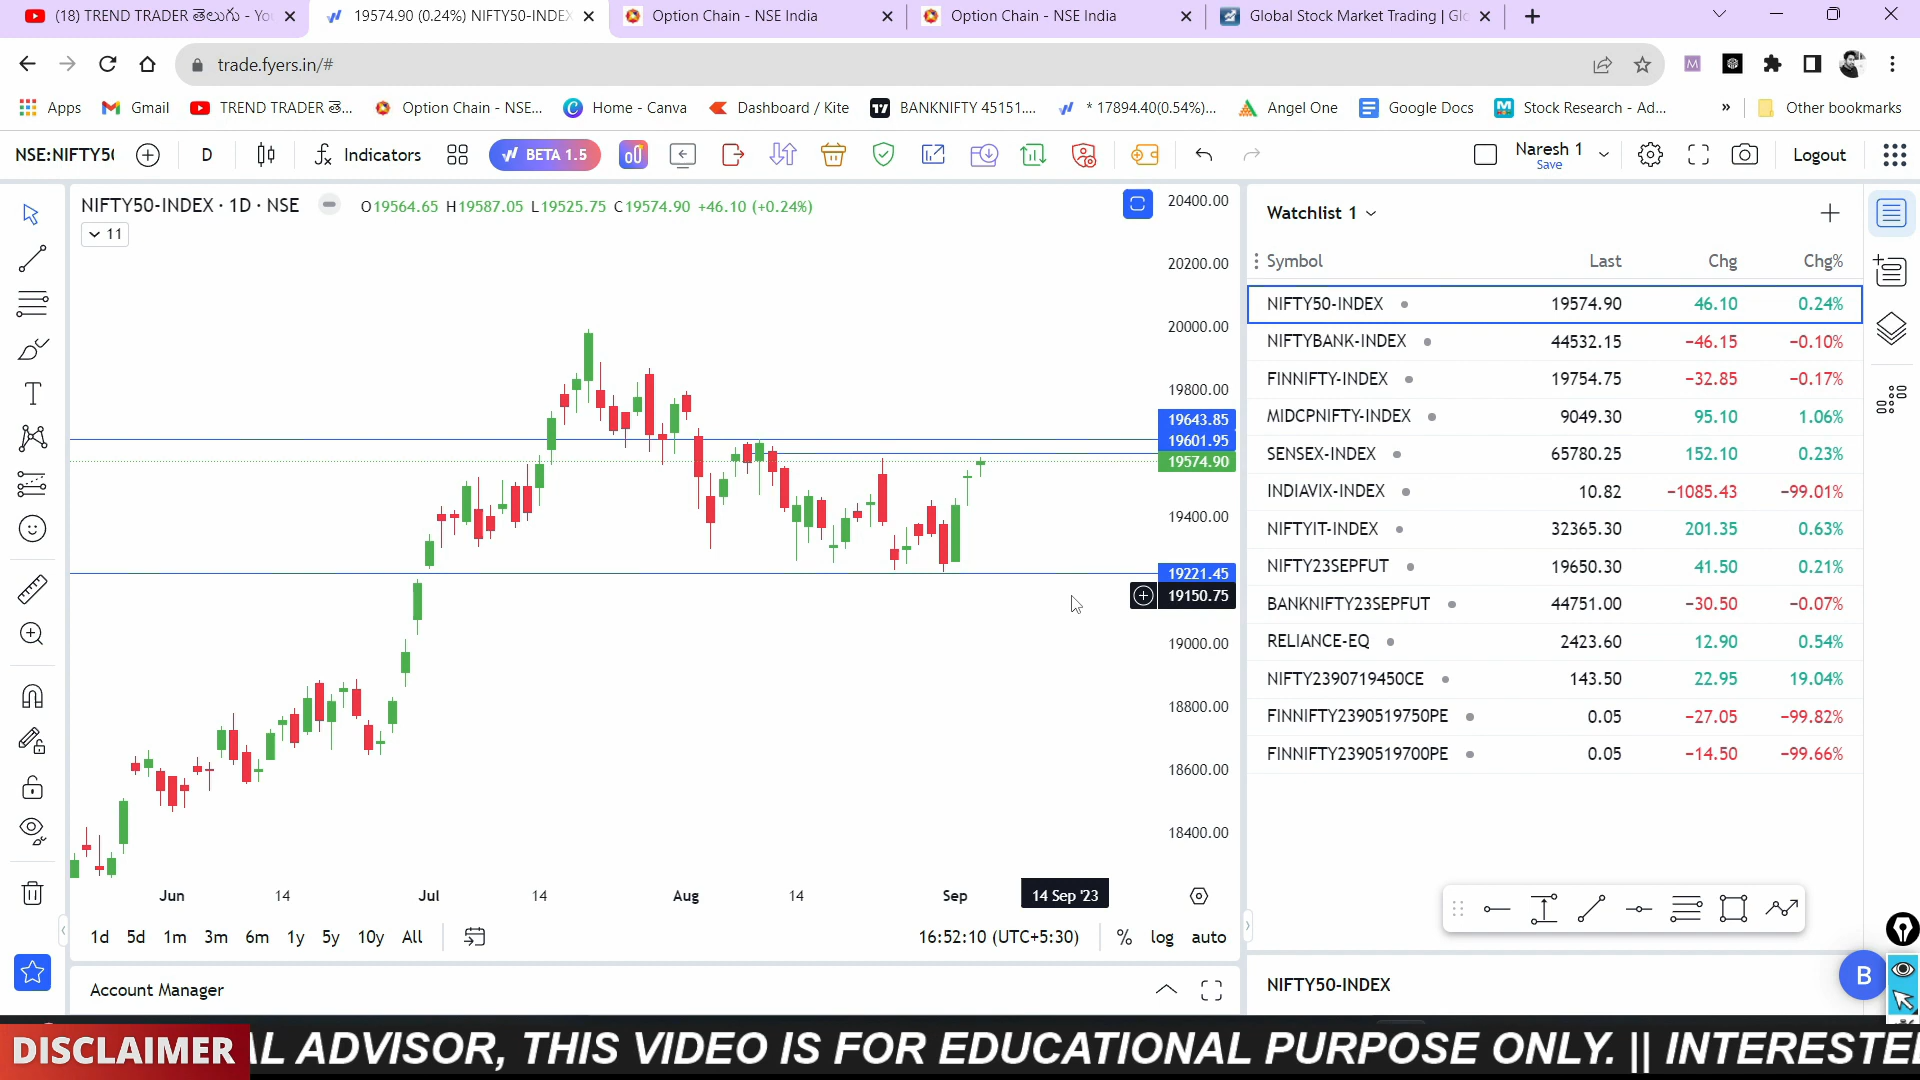 (18) TREND TRADER తెలుగు - Yo
19574.90 (0.24%) NIFTY50-INDEX
Option Chain - NSE India
Option Chain - NSE India
Global Stock Market Trading | Glo
trade.fyers.in/#
Apps
Gmail
TREND TRADER తె...
Option Chain - NSE...
Home - Canva
Dashboard / Kite
BANKNIFTY 45151....
* 17894.40(0.54%)...
Angel One
Google Docs
Stock Research - Ad...
»
Other bookmarks
NSE:NIFTY50
D
Indicators
BETA 1.5
Naresh 1
Save
Logout
NIFTY50-INDEX · 1D · NSE
O19564.65 H19587.05 L19525.75 C19574.90 +46.10 (+0.24%)
11
20400.00
20200.00
20000.00
19800.00
19643.85
19601.95
19574.90
19400.00
19221.45
19150.75
19000.00
18800.00
18600.00
18400.00
Jun 14 Jul 14 Aug 14 Sep 14 Sep '23
1d 5d 1m 3m 6m 1y 5y 10y All
16:52:10 (UTC+5:30) % log auto
Account Manager
Watchlist 1
Symbol Last Chg Chg%
NIFTY50-INDEX 19574.90 46.10 0.24%
NIFTYBANK-INDEX 44532.15 −46.15 −0.10%
FINNIFTY-INDEX 19754.75 −32.85 −0.17%
MIDCPNIFTY-INDEX 9049.30 95.10 1.06%
SENSEX-INDEX 65780.25 152.10 0.23%
INDIAVIX-INDEX 10.82 −1085.43 −99.01%
NIFTYIT-INDEX 32365.30 201.35 0.63%
NIFTY23SEPFUT 19650.30 41.50 0.21%
BANKNIFTY23SEPFUT 44751.00 −30.50 −0.07%
RELIANCE-EQ 2423.60 12.90 0.54%
NIFTY2390719450CE 143.50 22.95 19.04%
FINNIFTY2390519750PE 0.05 −27.05 −99.82%
FINNIFTY2390519700PE 0.05 −14.50 −99.66%
NIFTY50-INDEX
B
DISCLAIMER
AL ADVISOR, THIS VIDEO IS FOR EDUCATIONAL PURPOSE ONLY. || INTERESTED